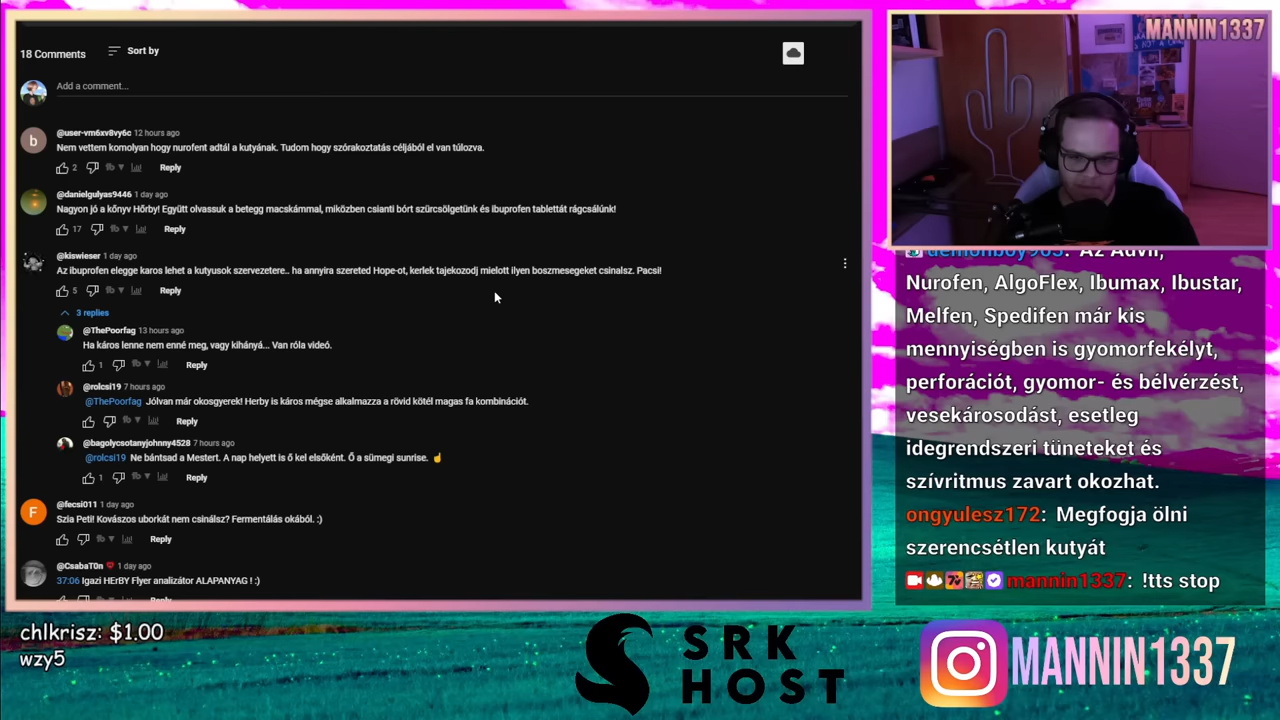 18 Comments
Sort by
Add a comment...
b
@user-vm6xv8vy6c 12 hours ago
Nem vettem komolyan hogy nurofent adtál a kutyának. Tudom hogy szórakoztatás céljából el van túlozva.
2 Reply
@danielgulyas9446 1 day ago
Nagyon jó a kőnyv Hőrby! Együtt olvassuk a betegg macskámmal, miközben csianti bórt szürcsölgetünk és ibuprofen tablettát rágcsálünk!
17 Reply
@kiswieser 1 day ago
Az ibuprofen elegge karos lehet a kutyusok szervezetere.. ha annyira szereted Hope-ot, kerlek tajekozodj mielott ilyen boszmesegeket csinalsz. Pacsi!
5 Reply
3 replies
@ThePoorfag 13 hours ago
Ha káros lenne nem enné meg, vagy kihányá... Van róla videó.
1 Reply
@rolcsi19 7 hours ago
@ThePoorfag Jólvan már okosgyerek! Herby is káros mégse alkalmazza a rövid kötél magas fa kombinációt.
Reply
@bagolycsotanyjohnny4528 7 hours ago
@rolcsi19 Ne bántsad a Mestert. A nap helyett is ő kel elsőként. Ő a sümegi sunrise. ☝
1 Reply
F
@fecsi011 1 day ago
Szia Peti! Kovászos uborkát nem csinálsz? Fermentálás okából. :)
Reply
@CsabaT0n 1 day ago
37:06 Igazi HErBY Flyer analizátor ALAPANYAG ! :)
Reply
MANNIN1337
Az Advil,
Nurofen, AlgoFlex, Ibumax, Ibustar,
Melfen, Spedifen már kis
mennyiségben is gyomorfekélyt,
perforációt, gyomor- és bélvérzést,
vesekárosodást, esetleg
idegrendszeri tüneteket és
szívritmus zavart okozhat.
ongyulesz172: Megfogja ölni
szerencsétlen kutyát
mannin1337: !tts stop
chlkrisz: $1.00
wzy5
SRK
HOST
MANNIN1337